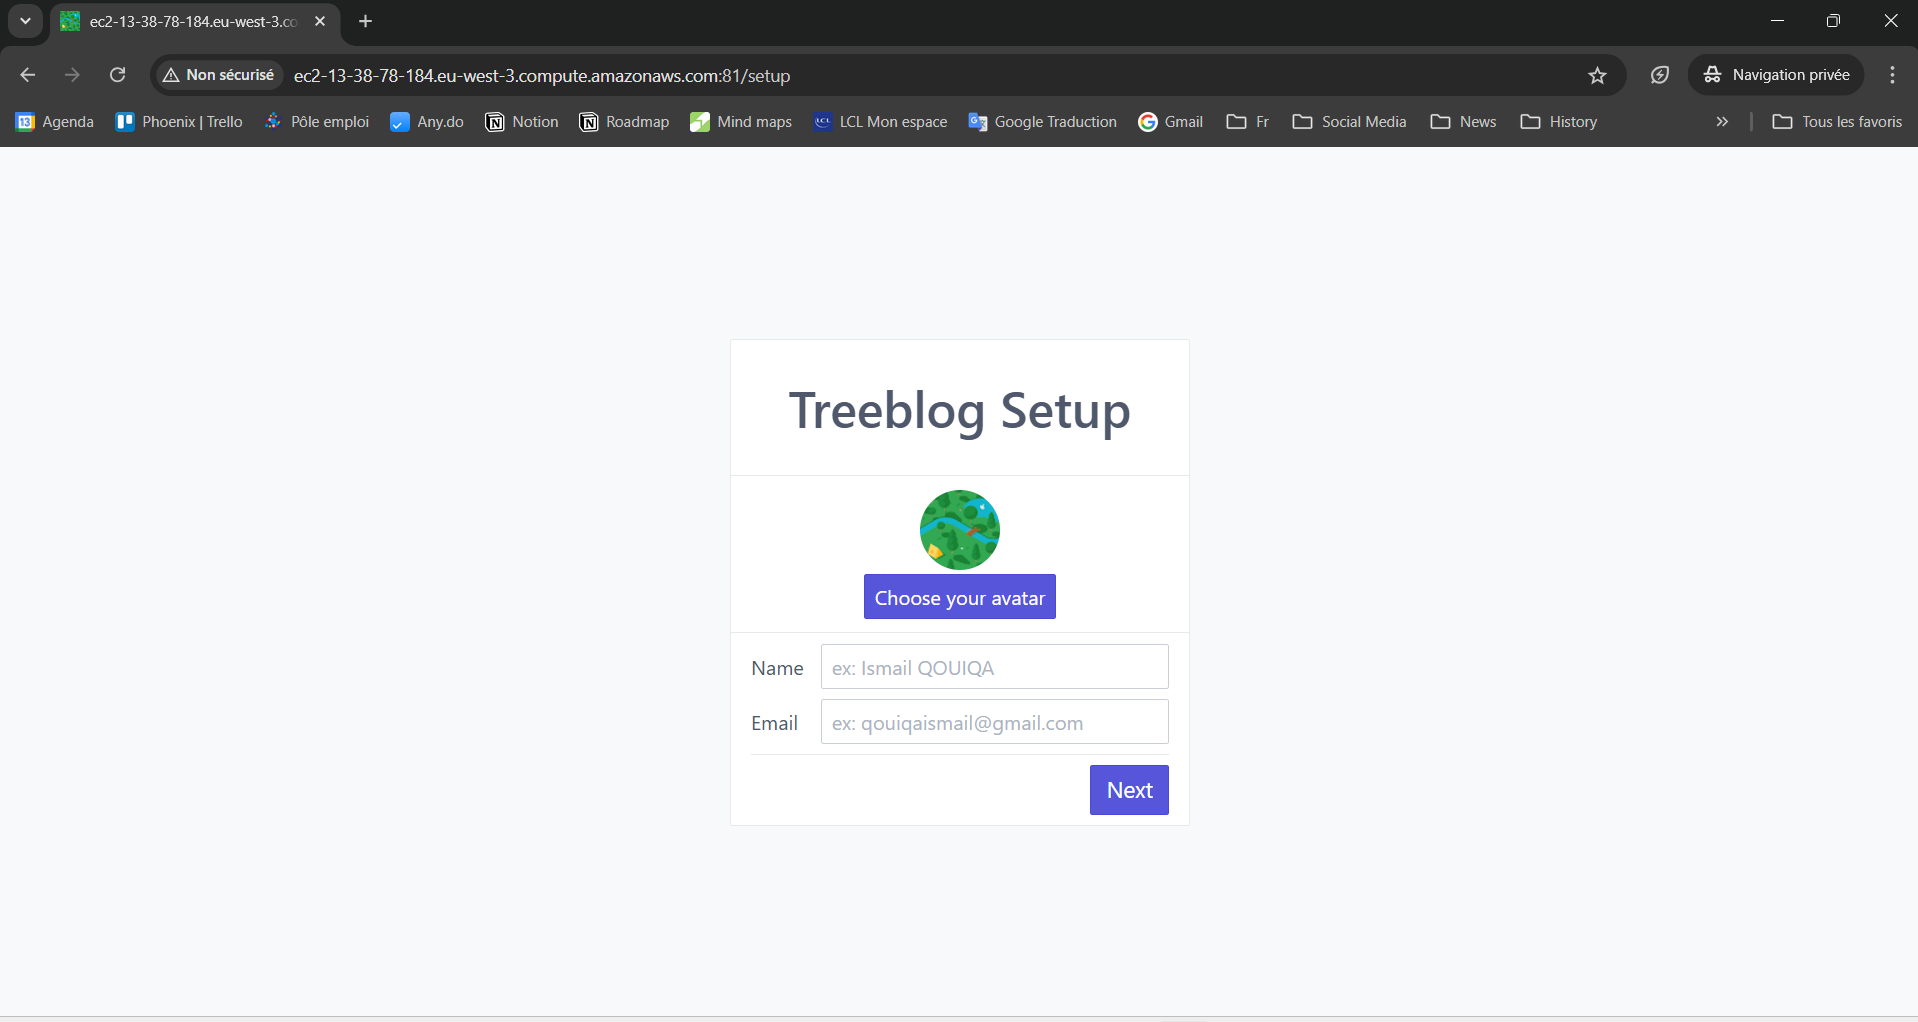 ec2-13-38-78-184.eu-west-3.co
Non sécurisé ec2-13-38-78-184.eu-west-3.compute.amazonaws.com:81/setup Navigation privée
13 Agenda Phoenix | Trello Pôle emploi Any.do Notion Roadmap Mind maps LCL LCL Mon espace Google Traduction Gmail Fr Social Media News History » Tous les favoris
Treeblog Setup
Choose your avatar
Name ex: Ismail QOUIQA
Email ex: qouiqaismail@gmail.com
Next